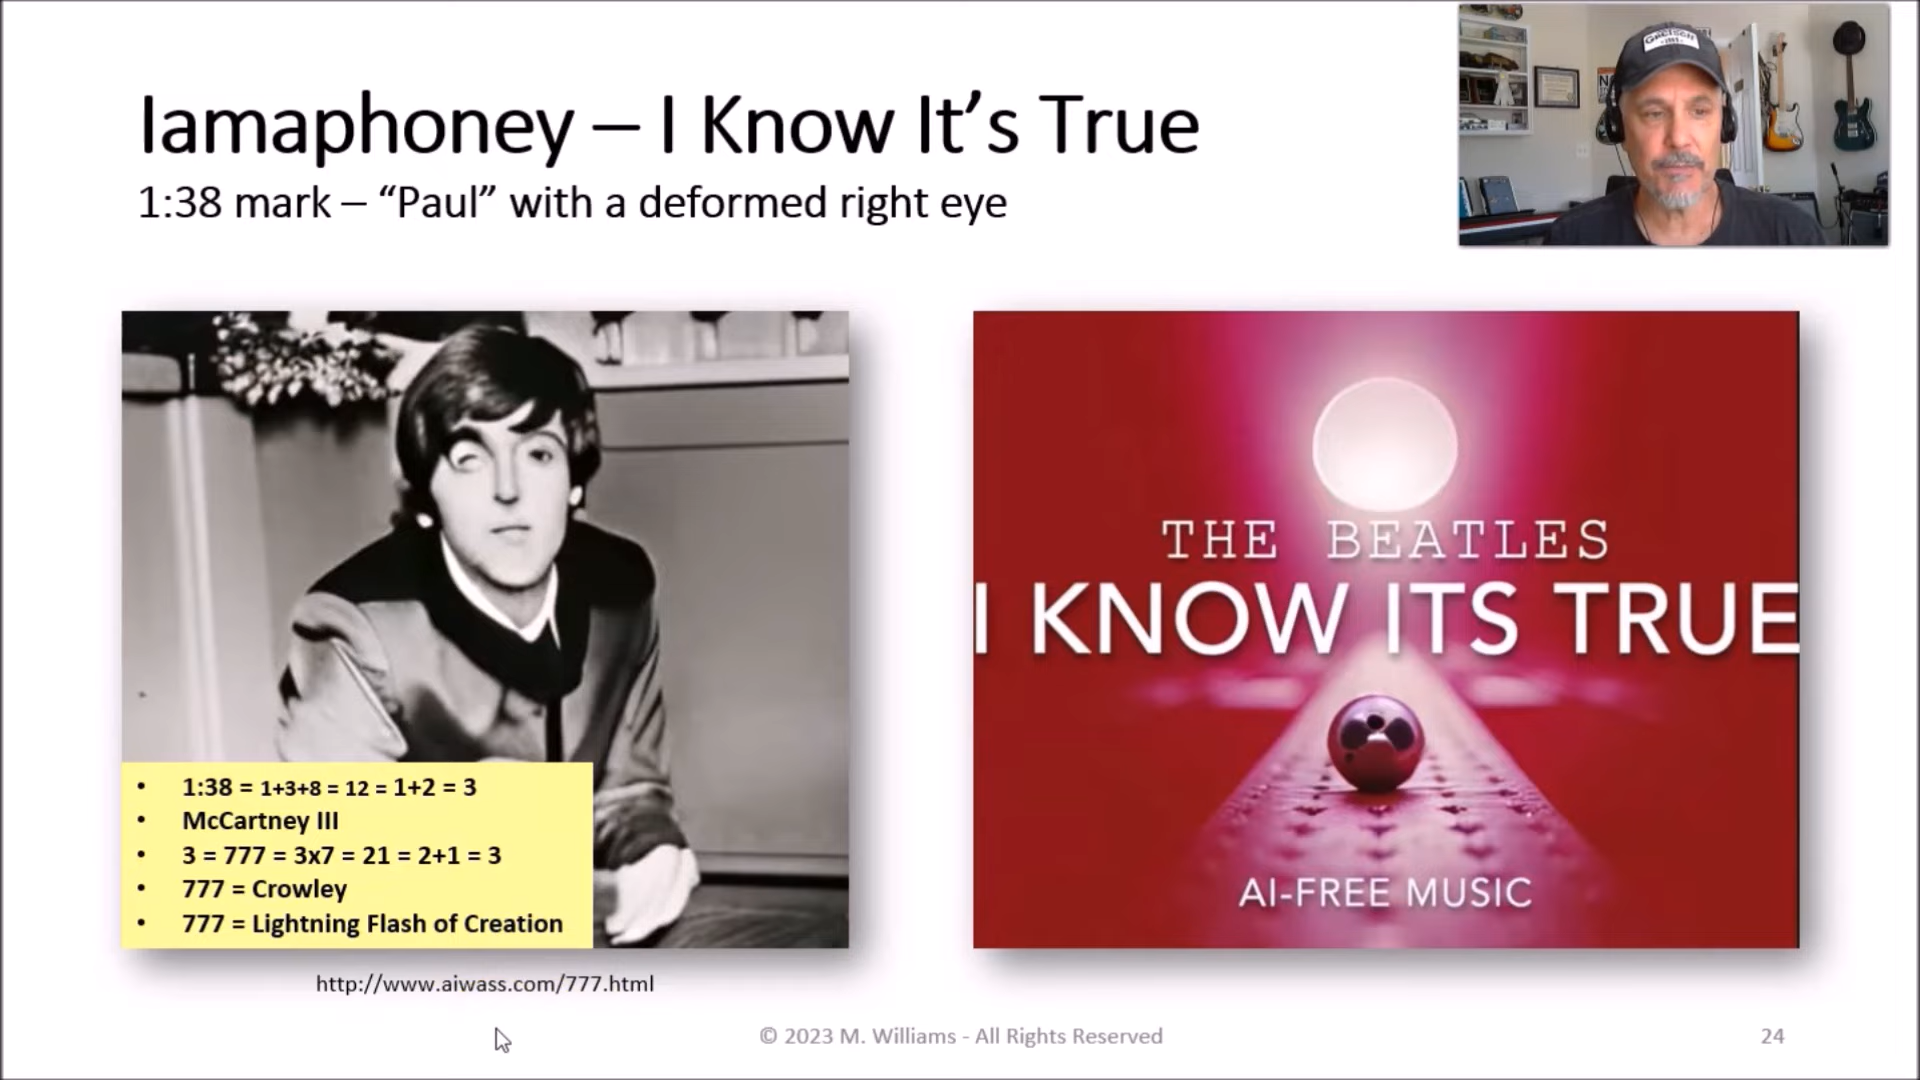 Iamaphoney – I Know It's True
1:38 mark – “Paul” with a deformed right eye
GRETSCH
THE BEATLES
I KNOW ITS TRUE
AI-FREE MUSIC
• 1:38 = 1+3+8 = 12 = 1+2 = 3
• McCartney III
• 3 = 777 = 3x7 = 21 = 2+1 = 3
• 777 = Crowley
• 777 = Lightning Flash of Creation
http://www.aiwass.com/777.html
© 2023 M. Williams - All Rights Reserved
24